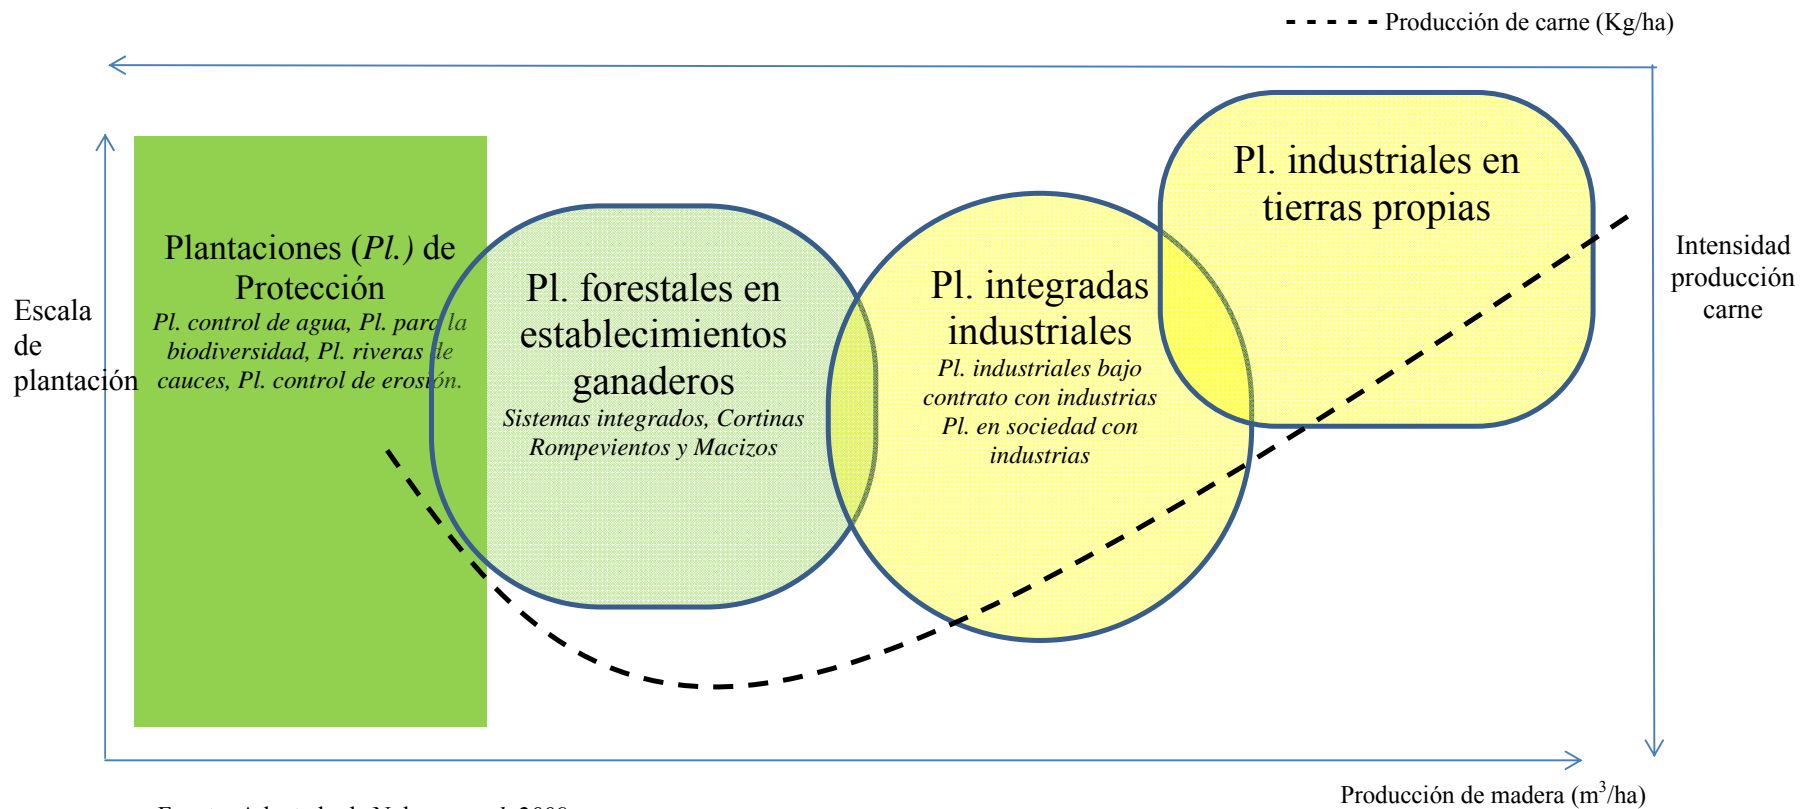 Producción de carne (Kg/ha)
Pl. industriales en
tierras propias
Plantaciones (Pl.) de
Protección
Pl. control de agua, Pl. para la
biodiversidad, Pl. riveras de
cauces, Pl. control de erosión.
Escala
de
plantación
Pl. forestales en
establecimientos
ganaderos
Sistemas integrados, Cortinas
Rompevientos y Macizos
Pl. integradas
industriales
Pl. industriales bajo
contrato con industrias
Pl. en sociedad con
industrias
Intensidad
producción
carne
Producción de madera (m³/ha)